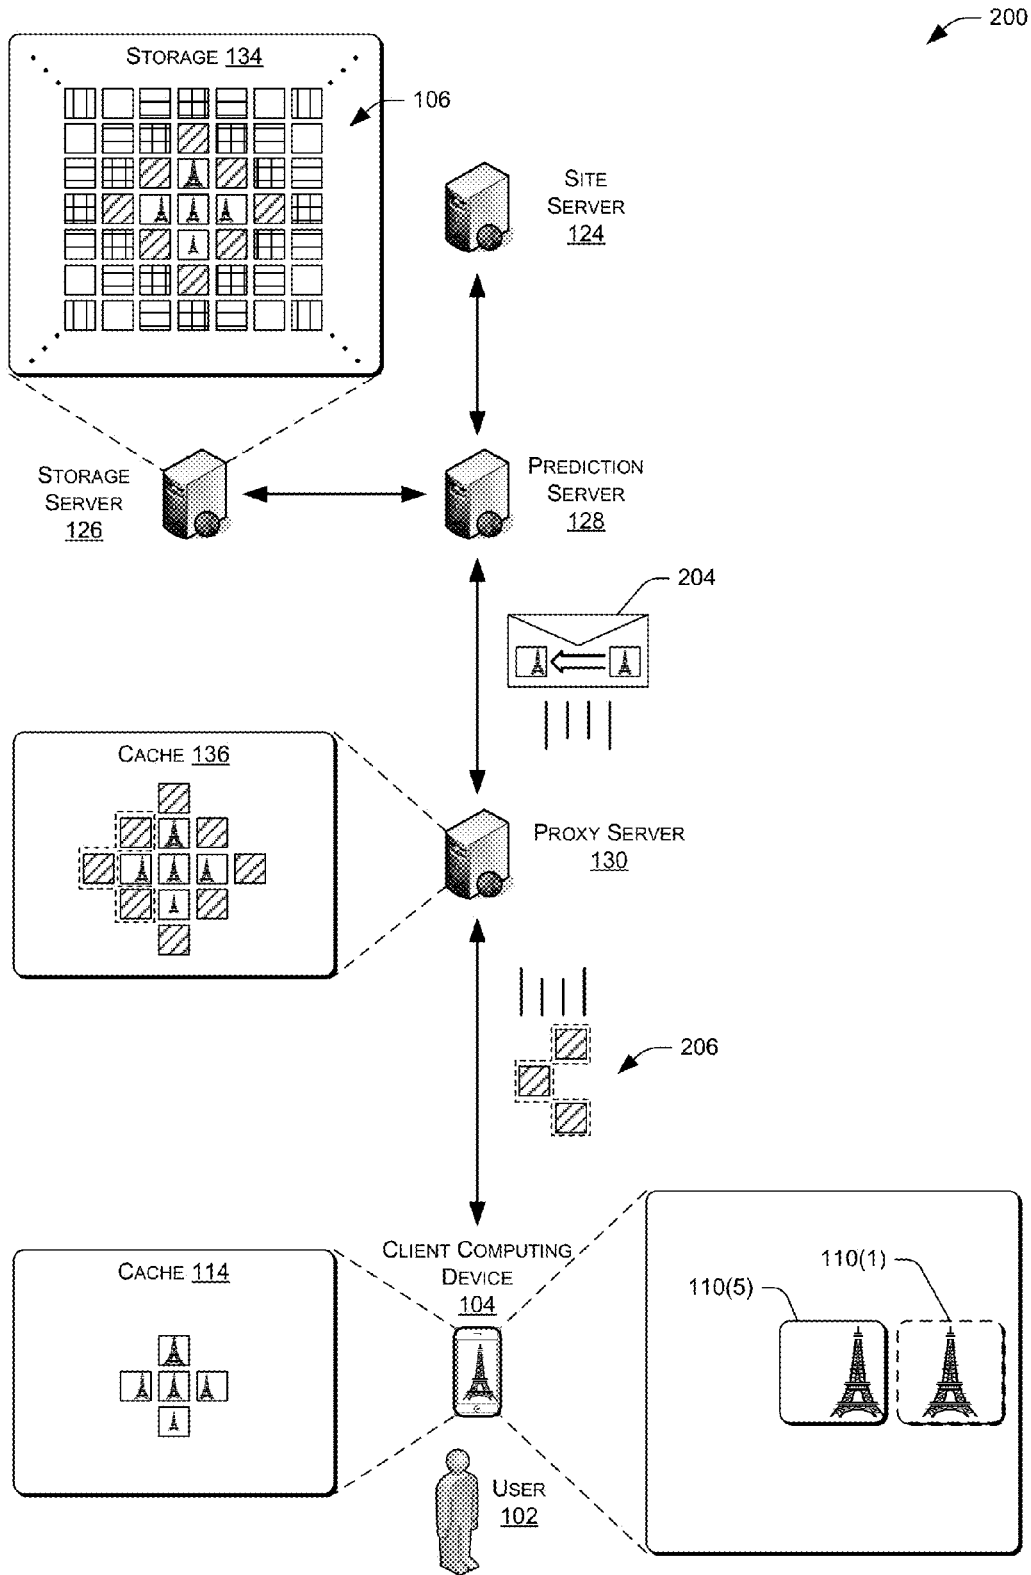 200
STORAGE 134
106
SITE
SERVER
124
STORAGE
SERVER
126
PREDICTION
SERVER
128
204
CACHE 136
PROXY SERVER
130
206
CLIENT COMPUTING
DEVICE
104
CACHE 114
110(1)
110(5)
USER
102